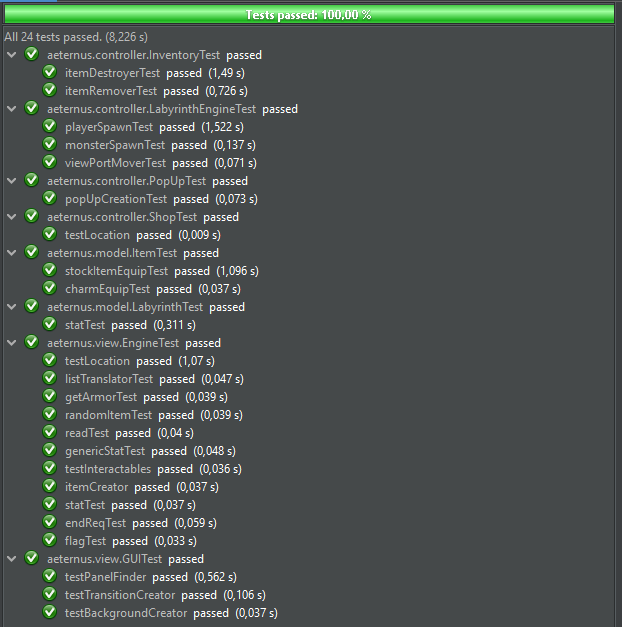 Tests passed: 100,00 %
All 24 tests passed. (8,226 s)
aeternus.controller.InventoryTest passed
itemDestroyerTest passed (1,49 s)
itemRemoverTest passed (0,726 s)
aeternus.controller.LabyrinthEngineTest passed
playerSpawnTest passed (1,522 s)
monsterSpawnTest passed (0,137 s)
viewPortMoverTest passed (0,071 s)
aeternus.controller.PopUpTest passed
popUpCreationTest passed (0,073 s)
aeternus.controller.ShopTest passed
testLocation passed (0,009 s)
aeternus.model.ItemTest passed
stockItemEquipTest passed (1,096 s)
charmEquipTest passed (0,037 s)
aeternus.model.LabyrinthTest passed
statTest passed (0,311 s)
aeternus.view.EngineTest passed
testLocation passed (1,07 s)
listTranslatorTest passed (0,047 s)
getArmorTest passed (0,039 s)
randomItemTest passed (0,039 s)
readTest passed (0,04 s)
genericStatTest passed (0,048 s)
testInteractables passed (0,036 s)
itemCreator passed (0,037 s)
statTest passed (0,037 s)
endReqTest passed (0,059 s)
flagTest passed (0,033 s)
aeternus.view.GUITest passed
testPanelFinder passed (0,562 s)
testTransitionCreator passed (0,106 s)
testBackgroundCreator passed (0,037 s)